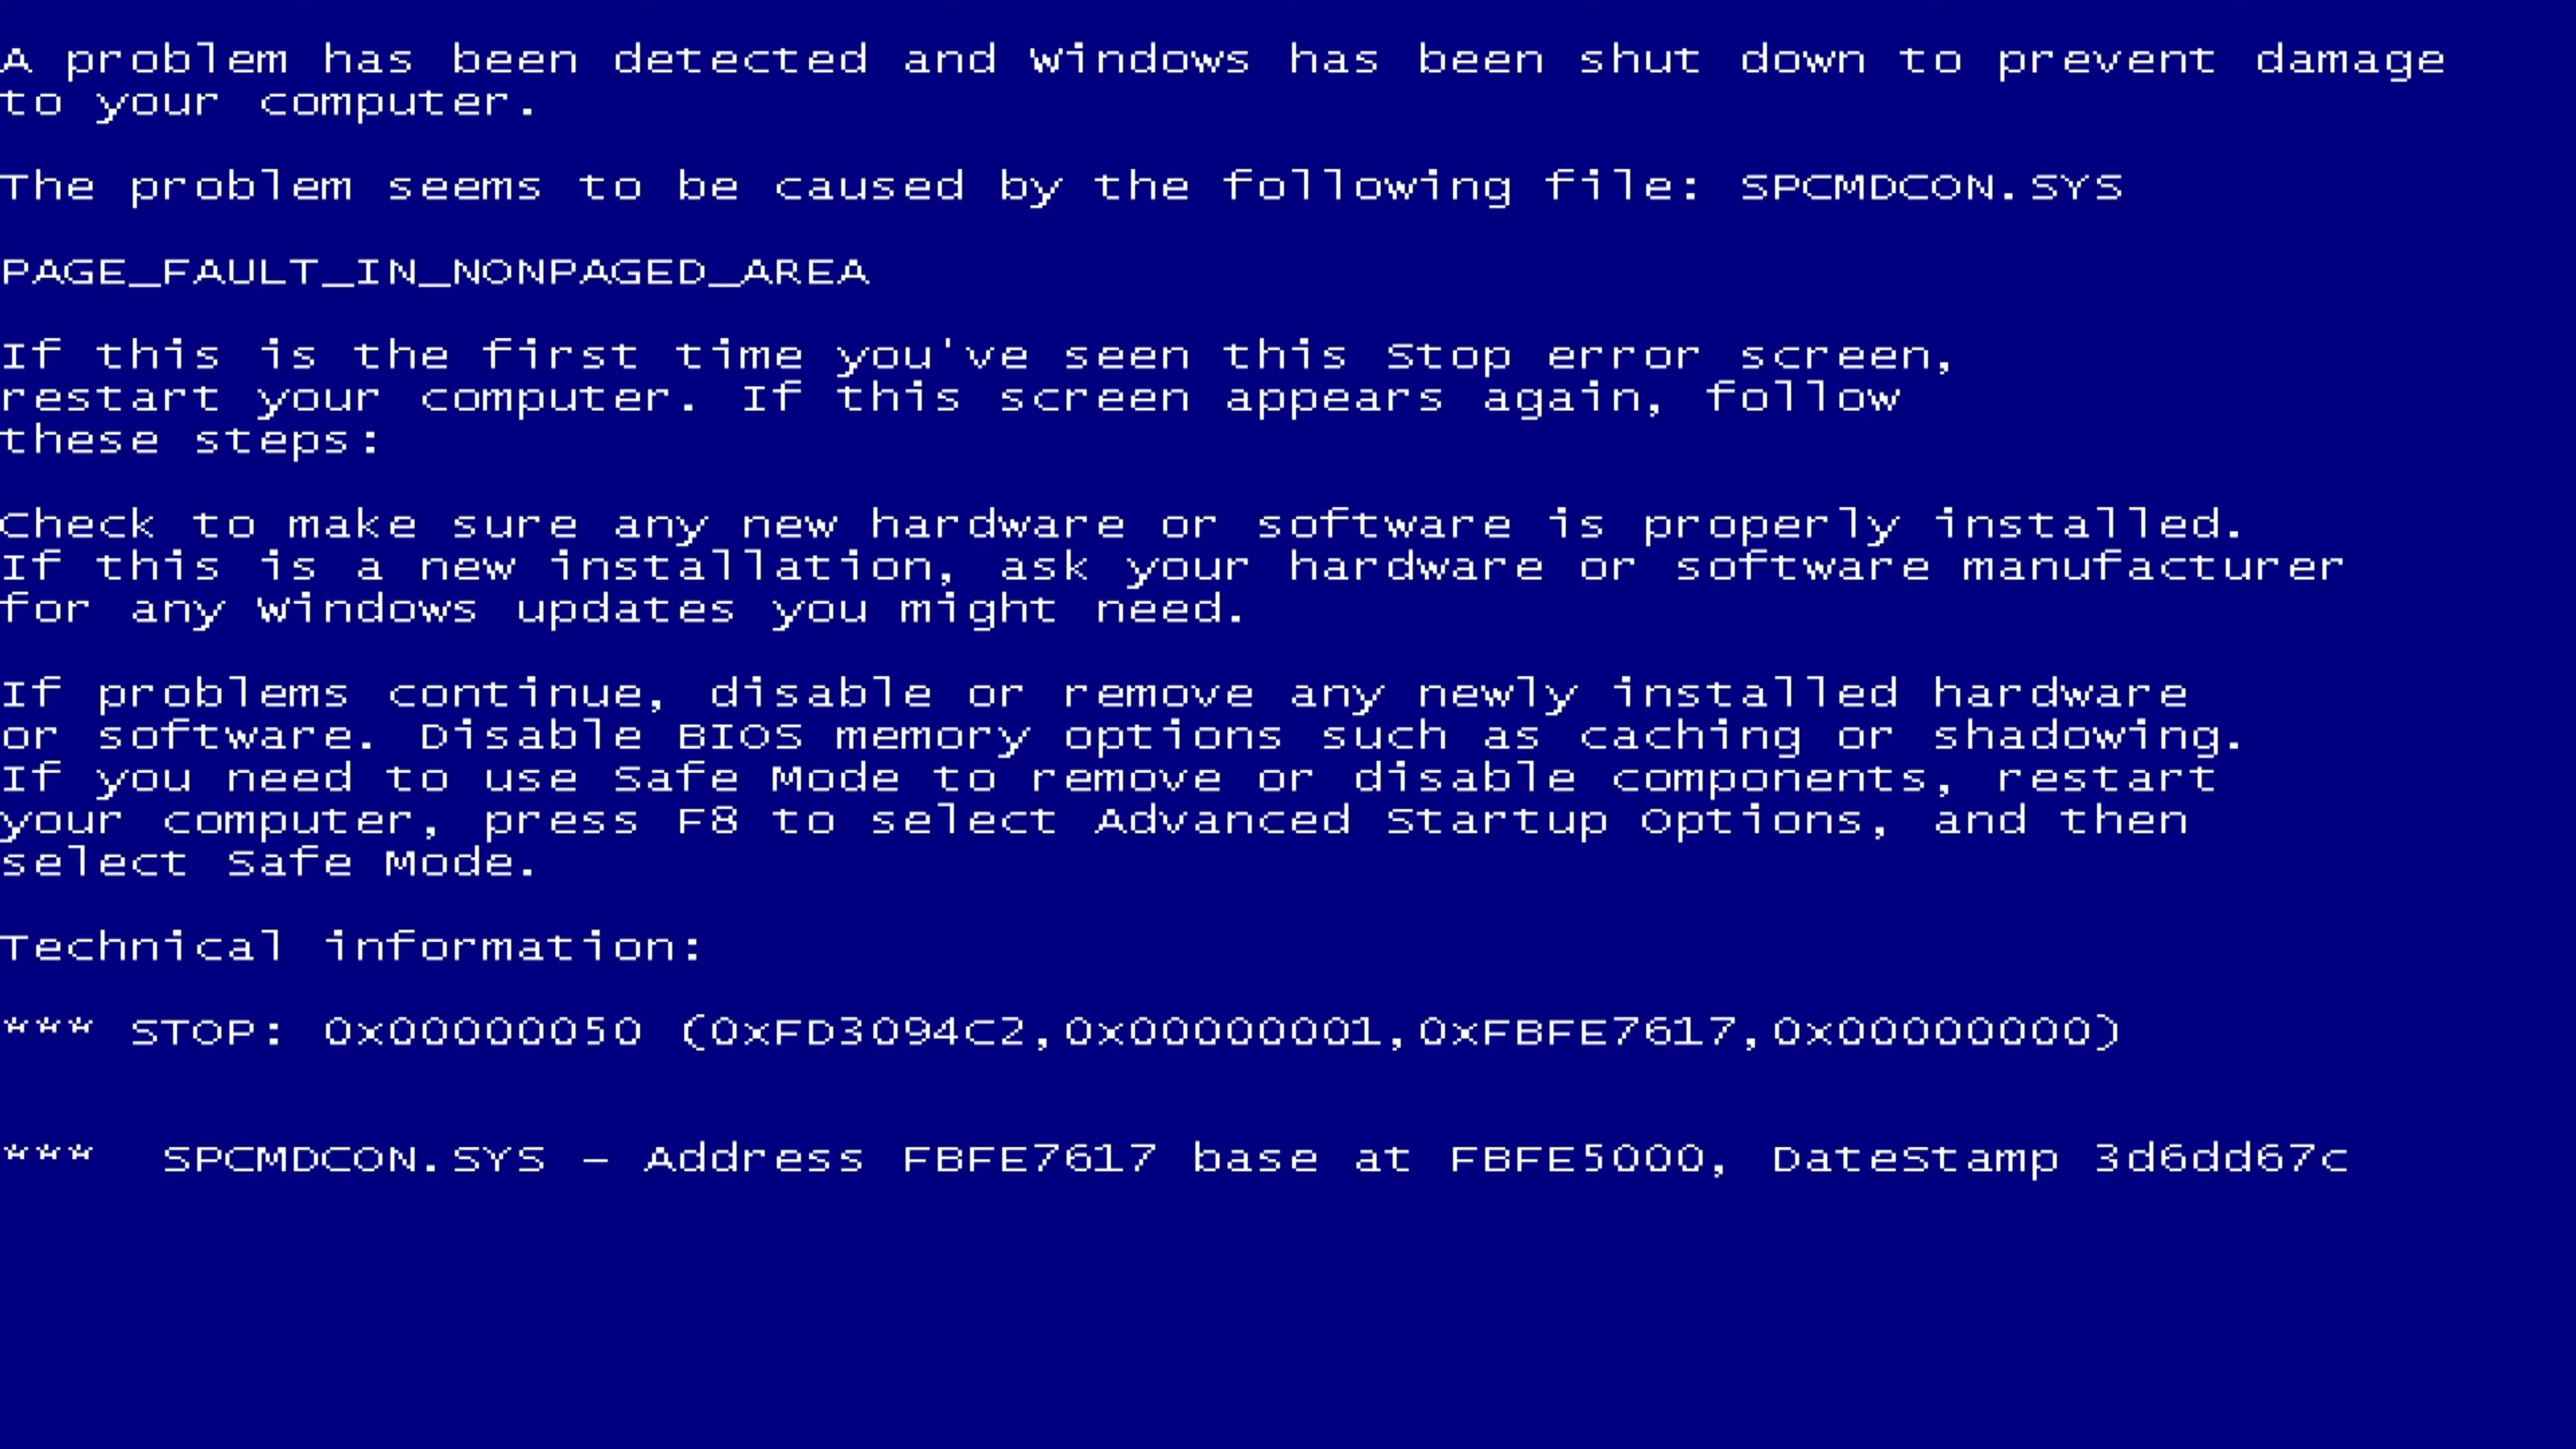 A problem has been detected and windows has been shut down to prevent damage
to your computer.
The problem seems to be caused by the following file: SPCMDCON.SYS
PAGE_FAULT_IN_NONPAGED_AREA
If this is the first time you've seen this Stop error screen,
restart your computer. If this screen appears again, follow
these steps:
Check to make sure any new hardware or software is properly installed.
If this is a new installation, ask your hardware or software manufacturer
for any windows updates you might need.
If problems continue, disable or remove any newly installed hardware
or software. Disable BIOS memory options such as caching or shadowing.
If you need to use Safe Mode to remove or disable components, restart
your computer, press F8 to select Advanced Startup Options, and then
select Safe Mode.
Technical information:
*** STOP: 0x00000050 (0xFD3094C2,0x00000001,0xFBFE7617,0x00000000)
***  SPCMDCON.SYS - Address FBFE7617 base at FBFE5000, DateStamp 3d6dd67c